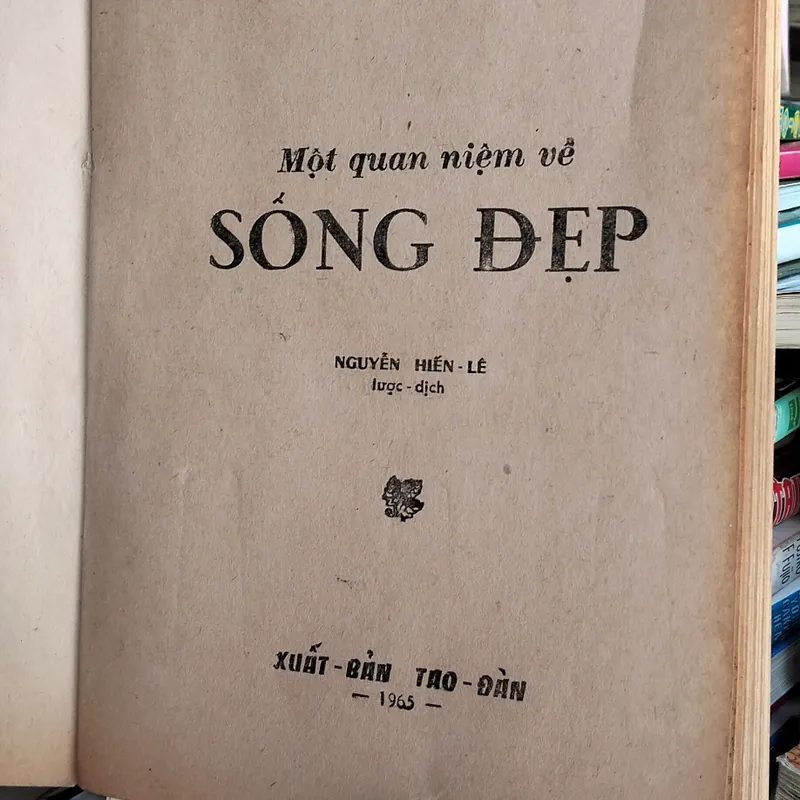 Một quan niệm về
SỐNG ĐẸP
NGUYỄN HIẾN-LÊ
lược-dịch
XUẤT-BẢN TAO-ĐÀN
— 1965 —